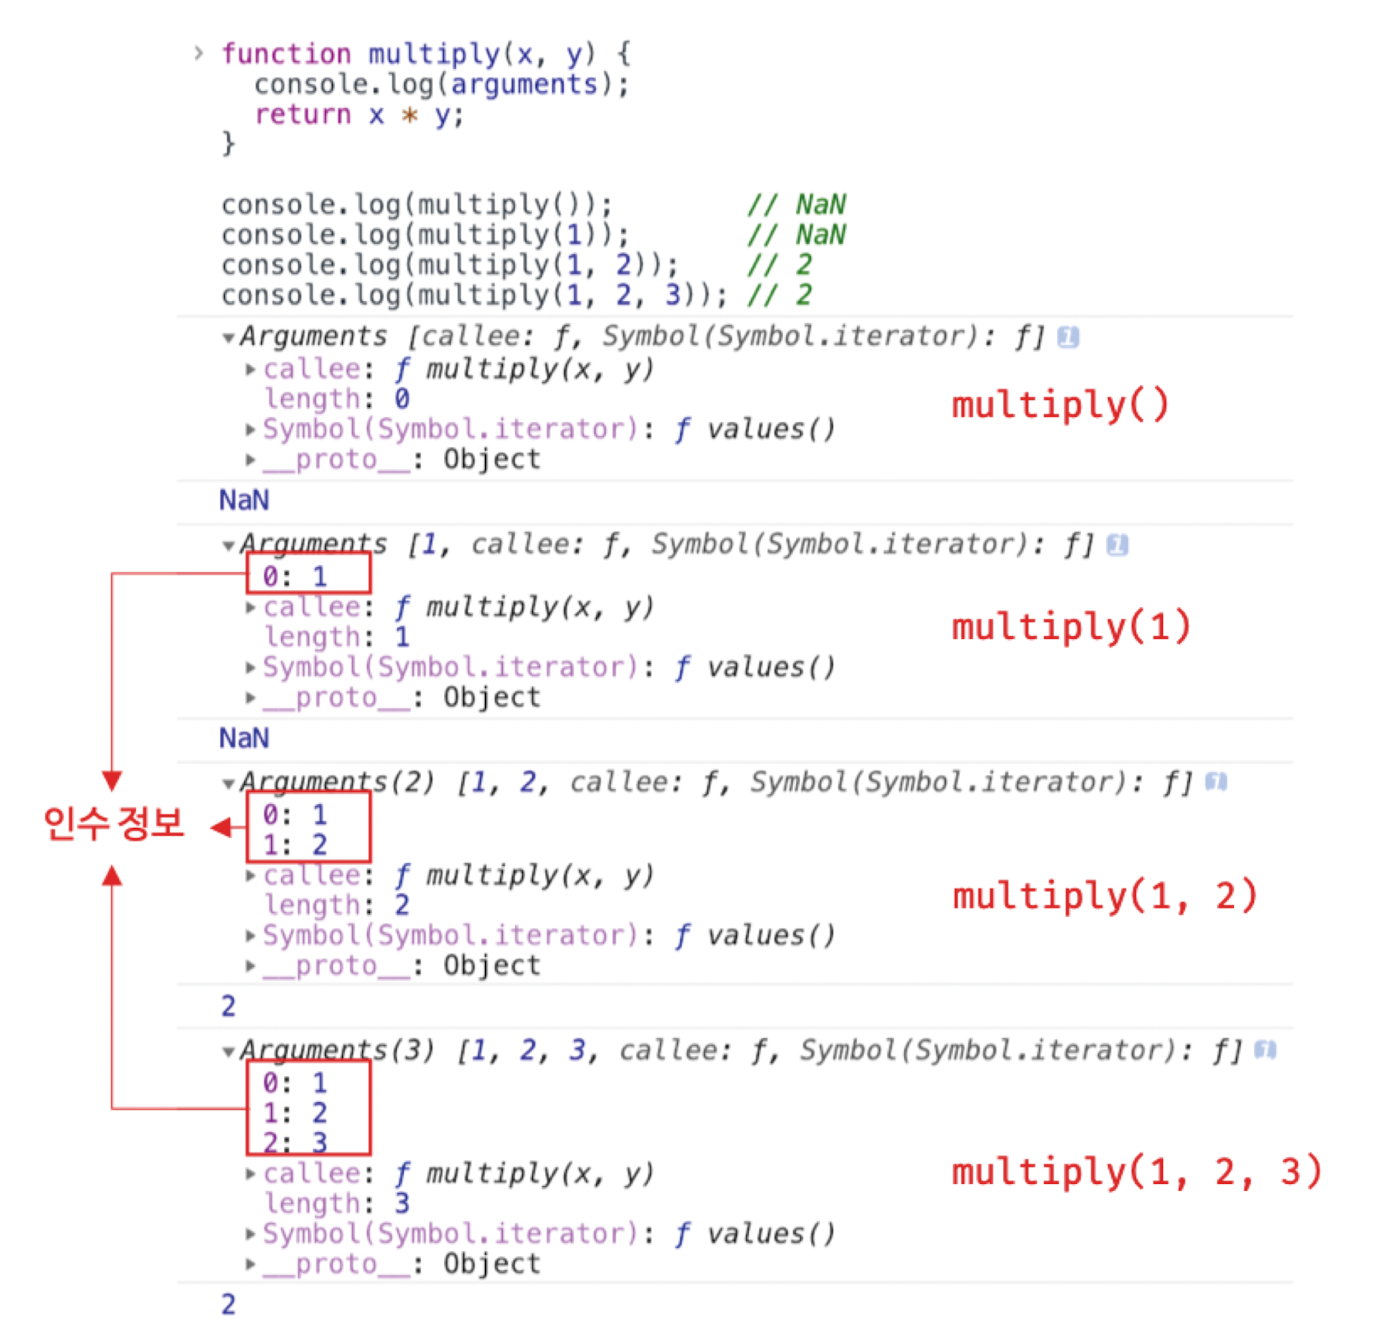 › function multiply(x, y) {
console.log(arguments);
return x * y;
}
console.log(multiply()); // NaN
console.log(multiply(1)); // NaN
console.log(multiply(1, 2)); // 2
console.log(multiply(1, 2, 3)); // 2
▼Arguments [callee: ƒ, Symbol(Symbol.iterator): ƒ] i
▶callee: ƒ multiply(x, y)
length: 0
multiply()
▶Symbol(Symbol.iterator): ƒ values()
▶__proto__: Object
NaN
▼Arguments [1, callee: ƒ, Symbol(Symbol.iterator): ƒ] i
0: 1
▶callee: ƒ multiply(x, y)
multiply(1)
length: 1
▶Symbol(Symbol.iterator): ƒ values()
▶__proto__: Object
NaN
▼Arguments(2) [1, 2, callee: ƒ, Symbol(Symbol.iterator): ƒ] i
0: 1
인수 정보
1: 2
▶callee: ƒ multiply(x, y)
multiply(1, 2)
length: 2
▶Symbol(Symbol.iterator): ƒ values()
▶__proto__: Object
2
▼Arguments(3) [1, 2, 3, callee: ƒ, Symbol(Symbol.iterator): ƒ] i
0: 1
1: 2
2: 3
▶callee: ƒ multiply(x, y)
multiply(1, 2, 3)
length: 3
▶Symbol(Symbol.iterator): ƒ values()
▶__proto__: Object
2